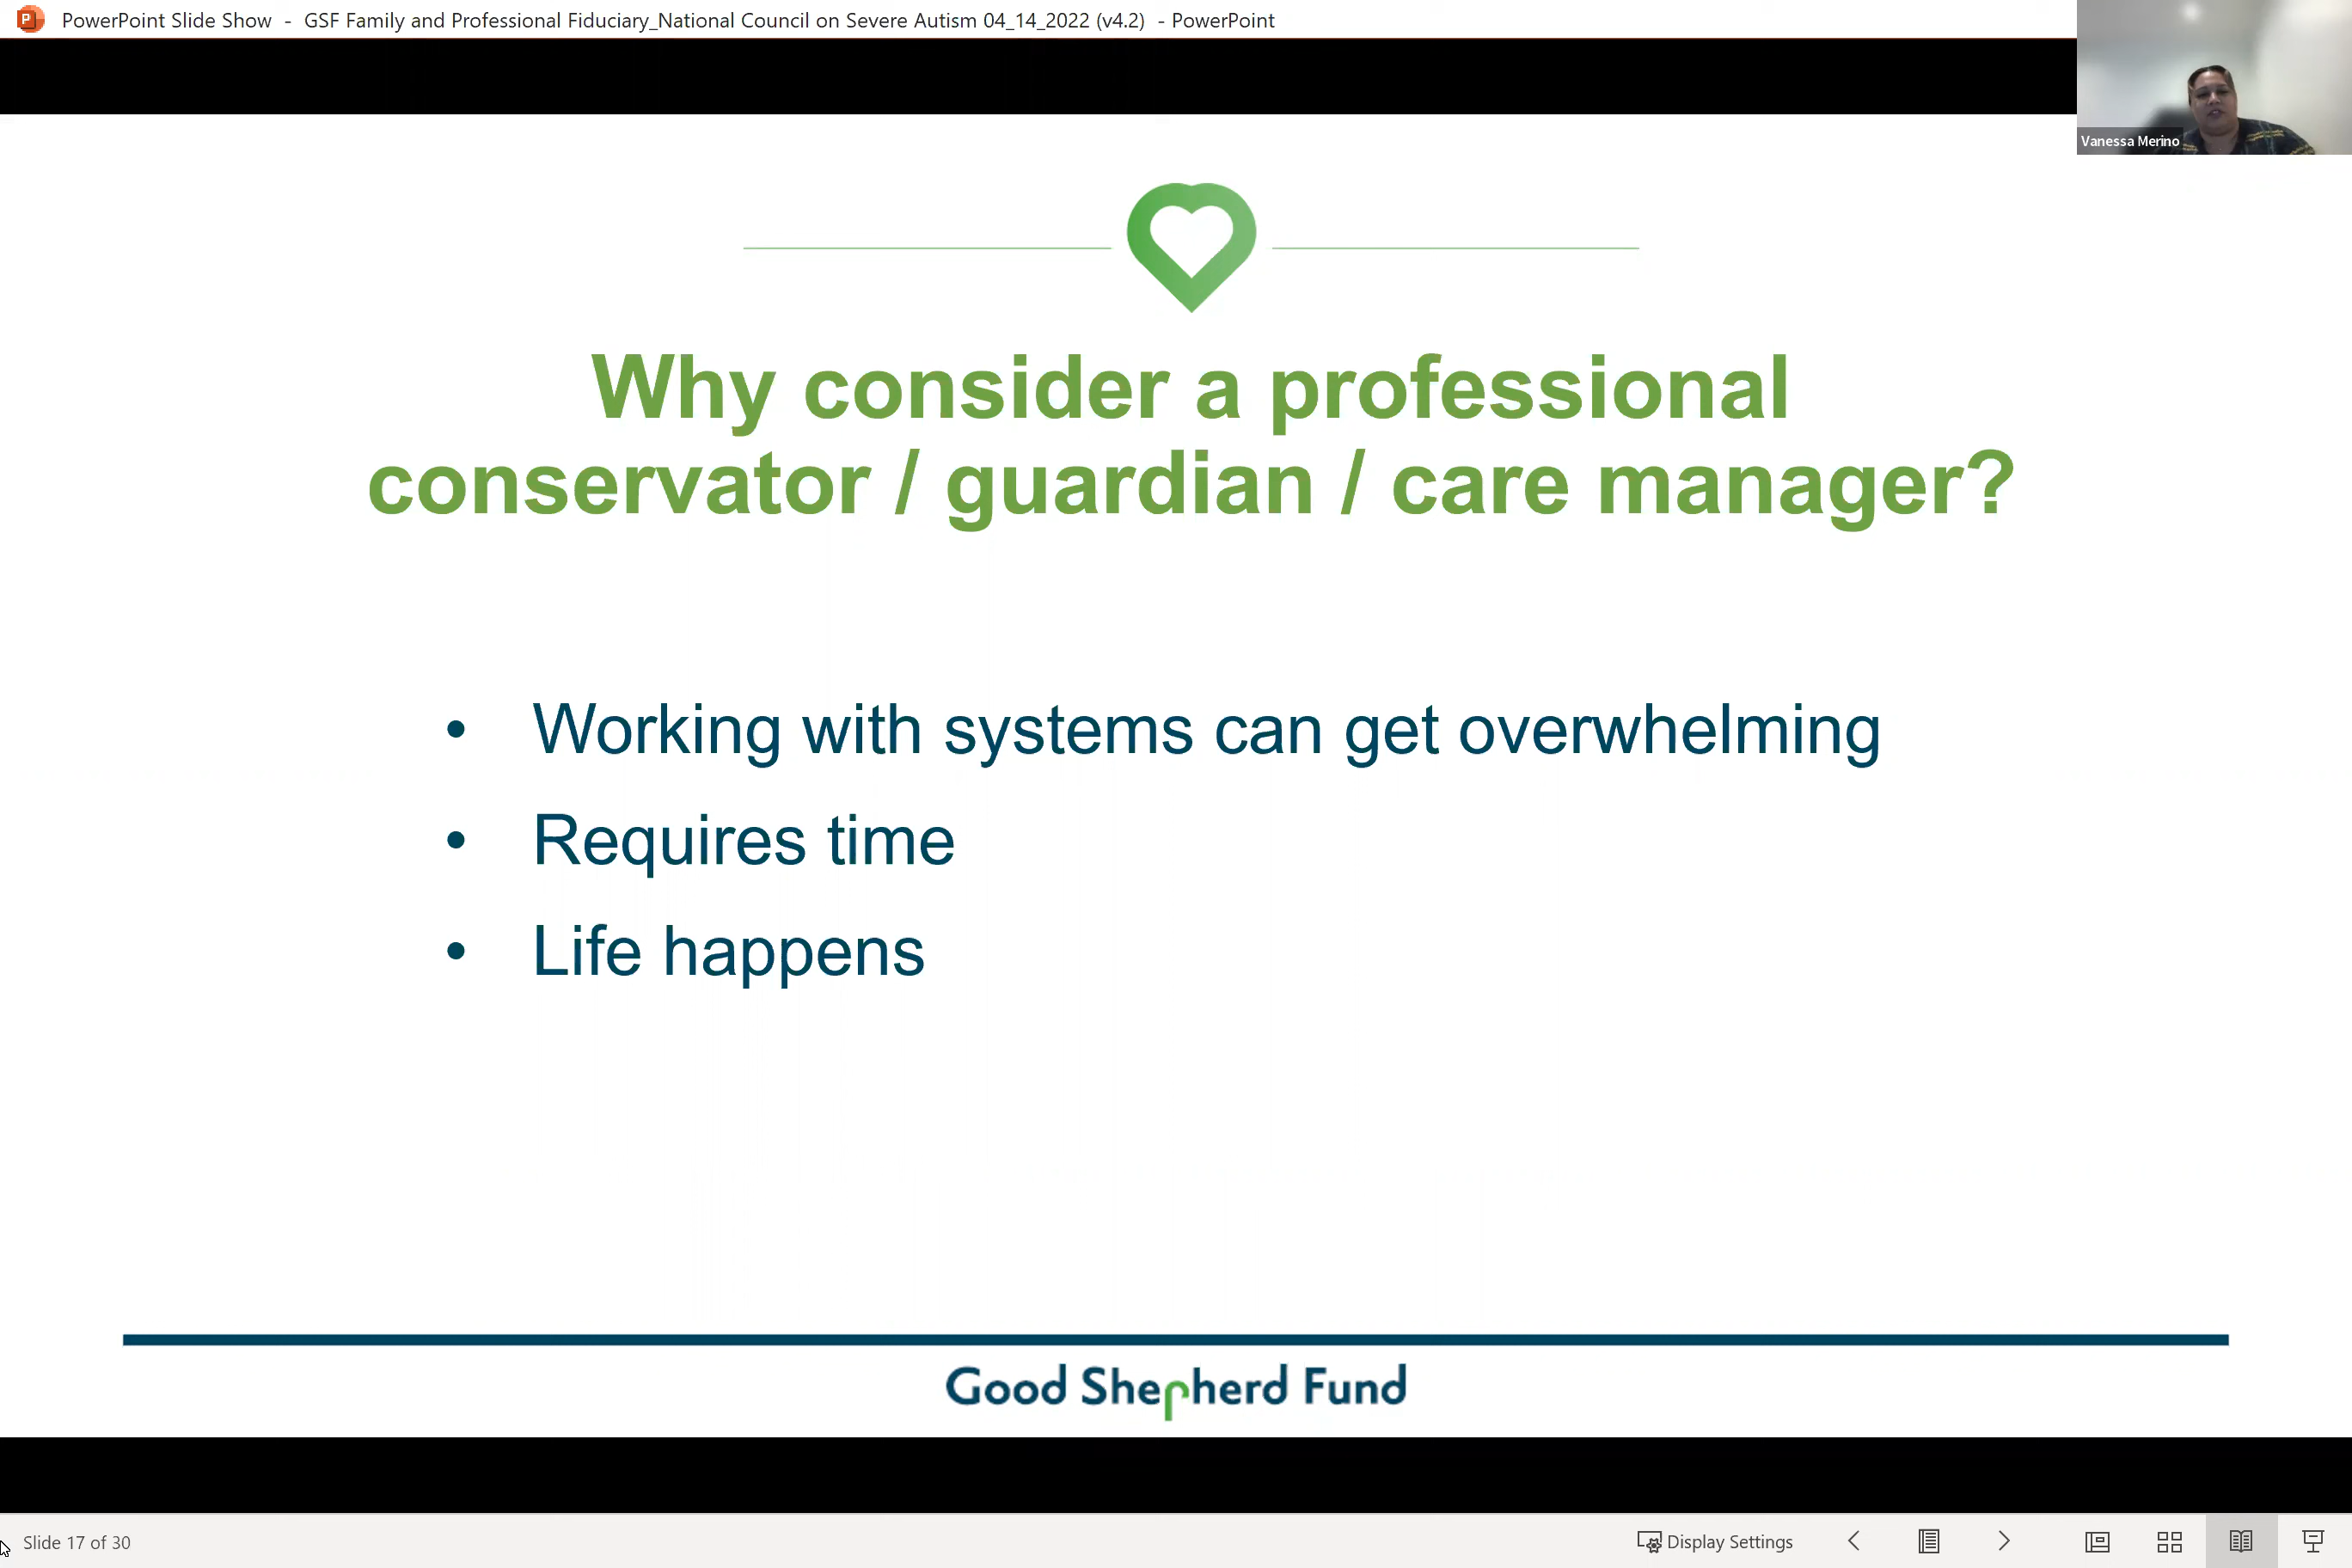 PowerPoint Slide Show - GSF Family and Professional Fiduciary_National Council on Severe Autism 04_14_2022 (v4.2) - PowerPoint
Vanessa Merino
Why consider a professional
conservator / guardian / care manager?
• Working with systems can get overwhelming
• Requires time
• Life happens
Good Shepherd Fund
Slide 17 of 30
Display Settings